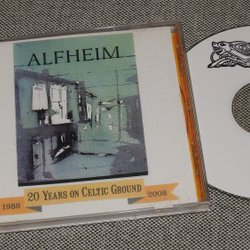 ALFHEIM
20 YEARS ON CELTIC GROUND
1988
2008